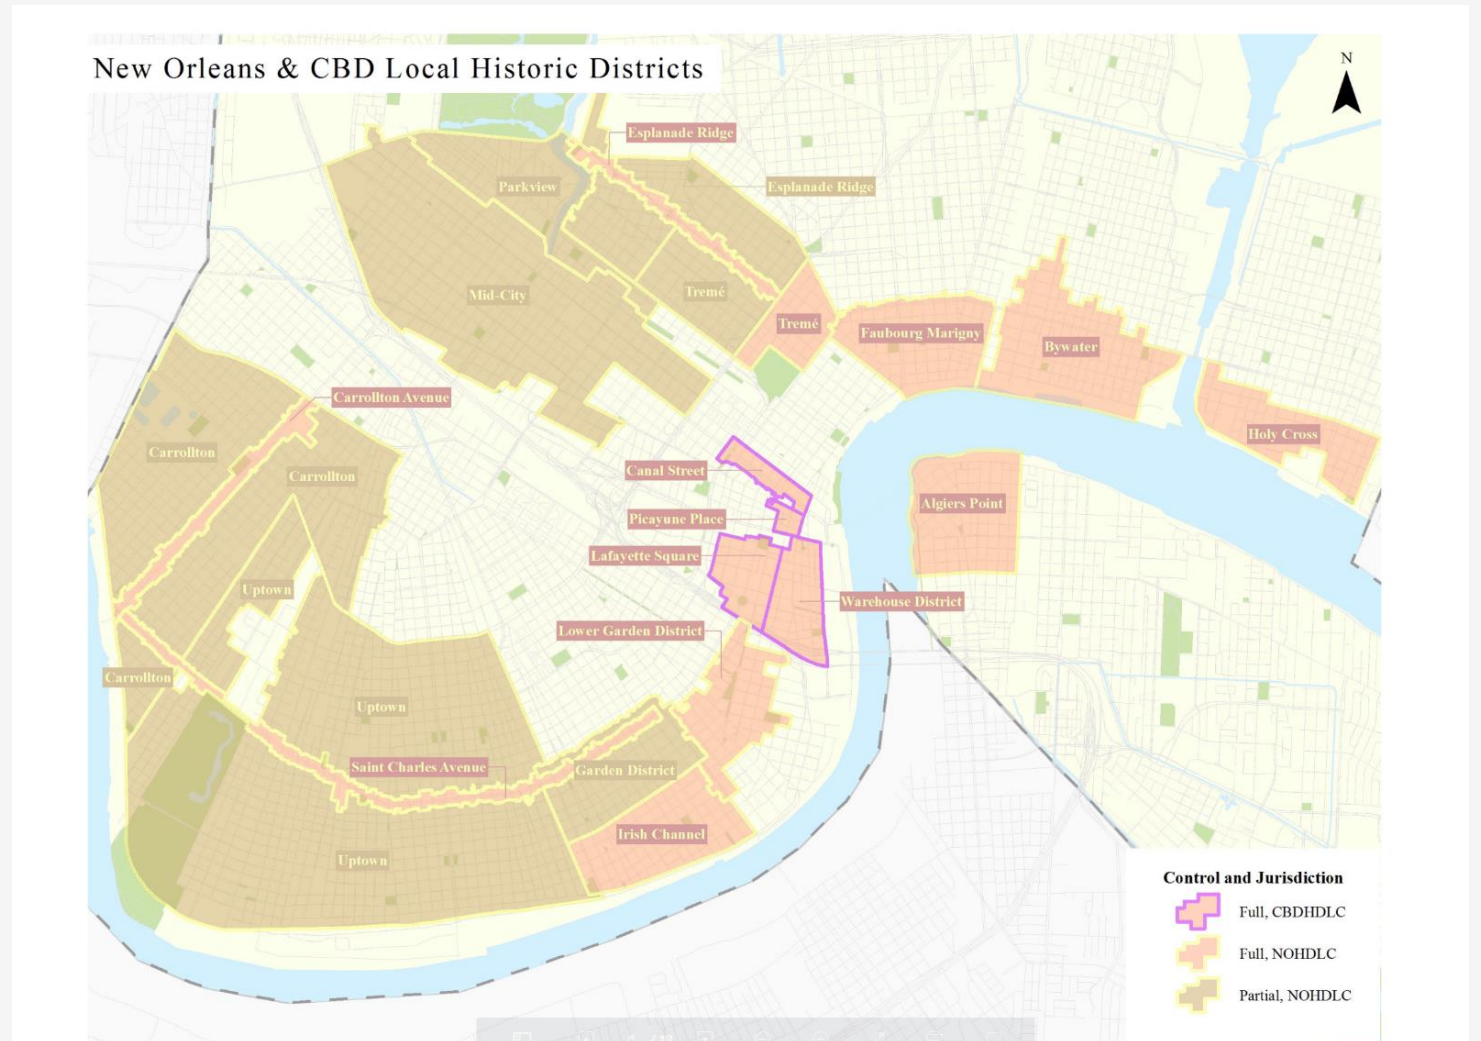 New Orleans & CBD Local Historic Districts
N
Esplanade Ridge
Parkview
Esplanade Ridge
Mid-City
Tremé
Tremé
Faubourg Marigny
Bywater
Carrollton Avenue
Carrollton
Carrollton
Holy Cross
Canal Street
Algiers Point
Picayune Place
Lafayette Square
Uptown
Warehouse District
Lower Garden District
Carrollton
Uptown
Saint Charles Avenue
Garden District
Irish Channel
Uptown
Control and Jurisdiction
Full, CBDHDLC
Full, NOHDLC
Partial, NOHDLC